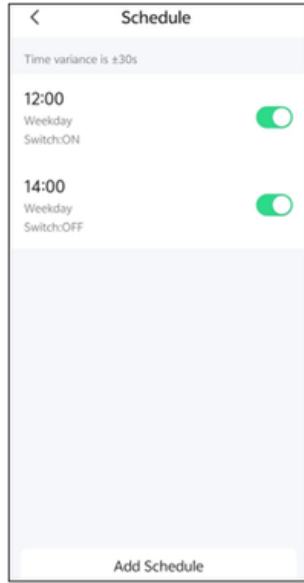 Schedule
Time variance is ±30s
12:00
Weekday
Switch:ON
14:00
Weekday
Switch:OFF
Add Schedule